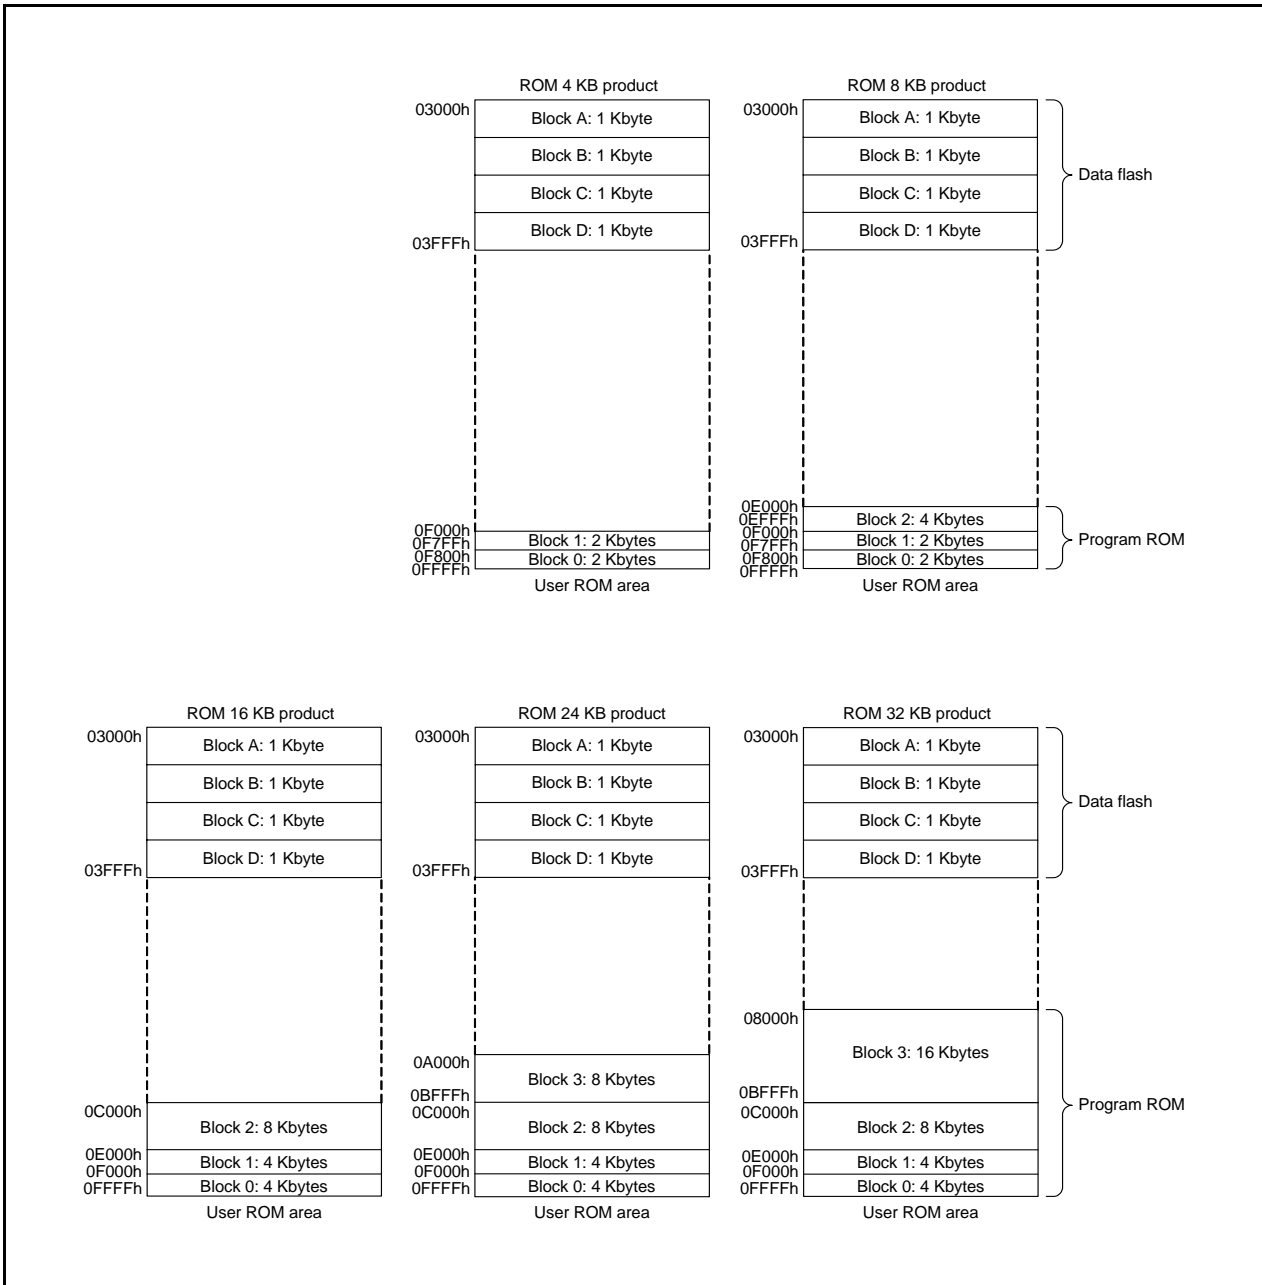 ROM 4 KB product
03000h
Block A: 1 Kbyte
Block B: 1 Kbyte
Block C: 1 Kbyte
Block D: 1 Kbyte
03FFFh
0F000h
0F7FFh
Block 1: 2 Kbytes
0F800h
Block 0: 2 Kbytes
0FFFFh
User ROM area
ROM 8 KB product
03000h
Block A: 1 Kbyte
Block B: 1 Kbyte
Block C: 1 Kbyte
Block D: 1 Kbyte
03FFFh
Data flash
0E000h
0EFFFh
Block 2: 4 Kbytes
0F000h
Block 1: 2 Kbytes
0F7FFh
0F800h
Block 0: 2 Kbytes
0FFFFh
Program ROM
User ROM area
ROM 16 KB product
03000h
Block A: 1 Kbyte
Block B: 1 Kbyte
Block C: 1 Kbyte
Block D: 1 Kbyte
03FFFh
0C000h
Block 2: 8 Kbytes
0E000h
Block 1: 4 Kbytes
0F000h
Block 0: 4 Kbytes
0FFFFh
User ROM area
ROM 24 KB product
03000h
Block A: 1 Kbyte
Block B: 1 Kbyte
Block C: 1 Kbyte
Block D: 1 Kbyte
03FFFh
0A000h
Block 3: 8 Kbytes
0BFFFh
0C000h
Block 2: 8 Kbytes
0E000h
Block 1: 4 Kbytes
0F000h
Block 0: 4 Kbytes
0FFFFh
User ROM area
ROM 32 KB product
03000h
Block A: 1 Kbyte
Block B: 1 Kbyte
Block C: 1 Kbyte
Block D: 1 Kbyte
03FFFh
Data flash
08000h
Block 3: 16 Kbytes
0BFFFh
0C000h
Block 2: 8 Kbytes
0E000h
Block 1: 4 Kbytes
0F000h
Block 0: 4 Kbytes
0FFFFh
Program ROM
User ROM area